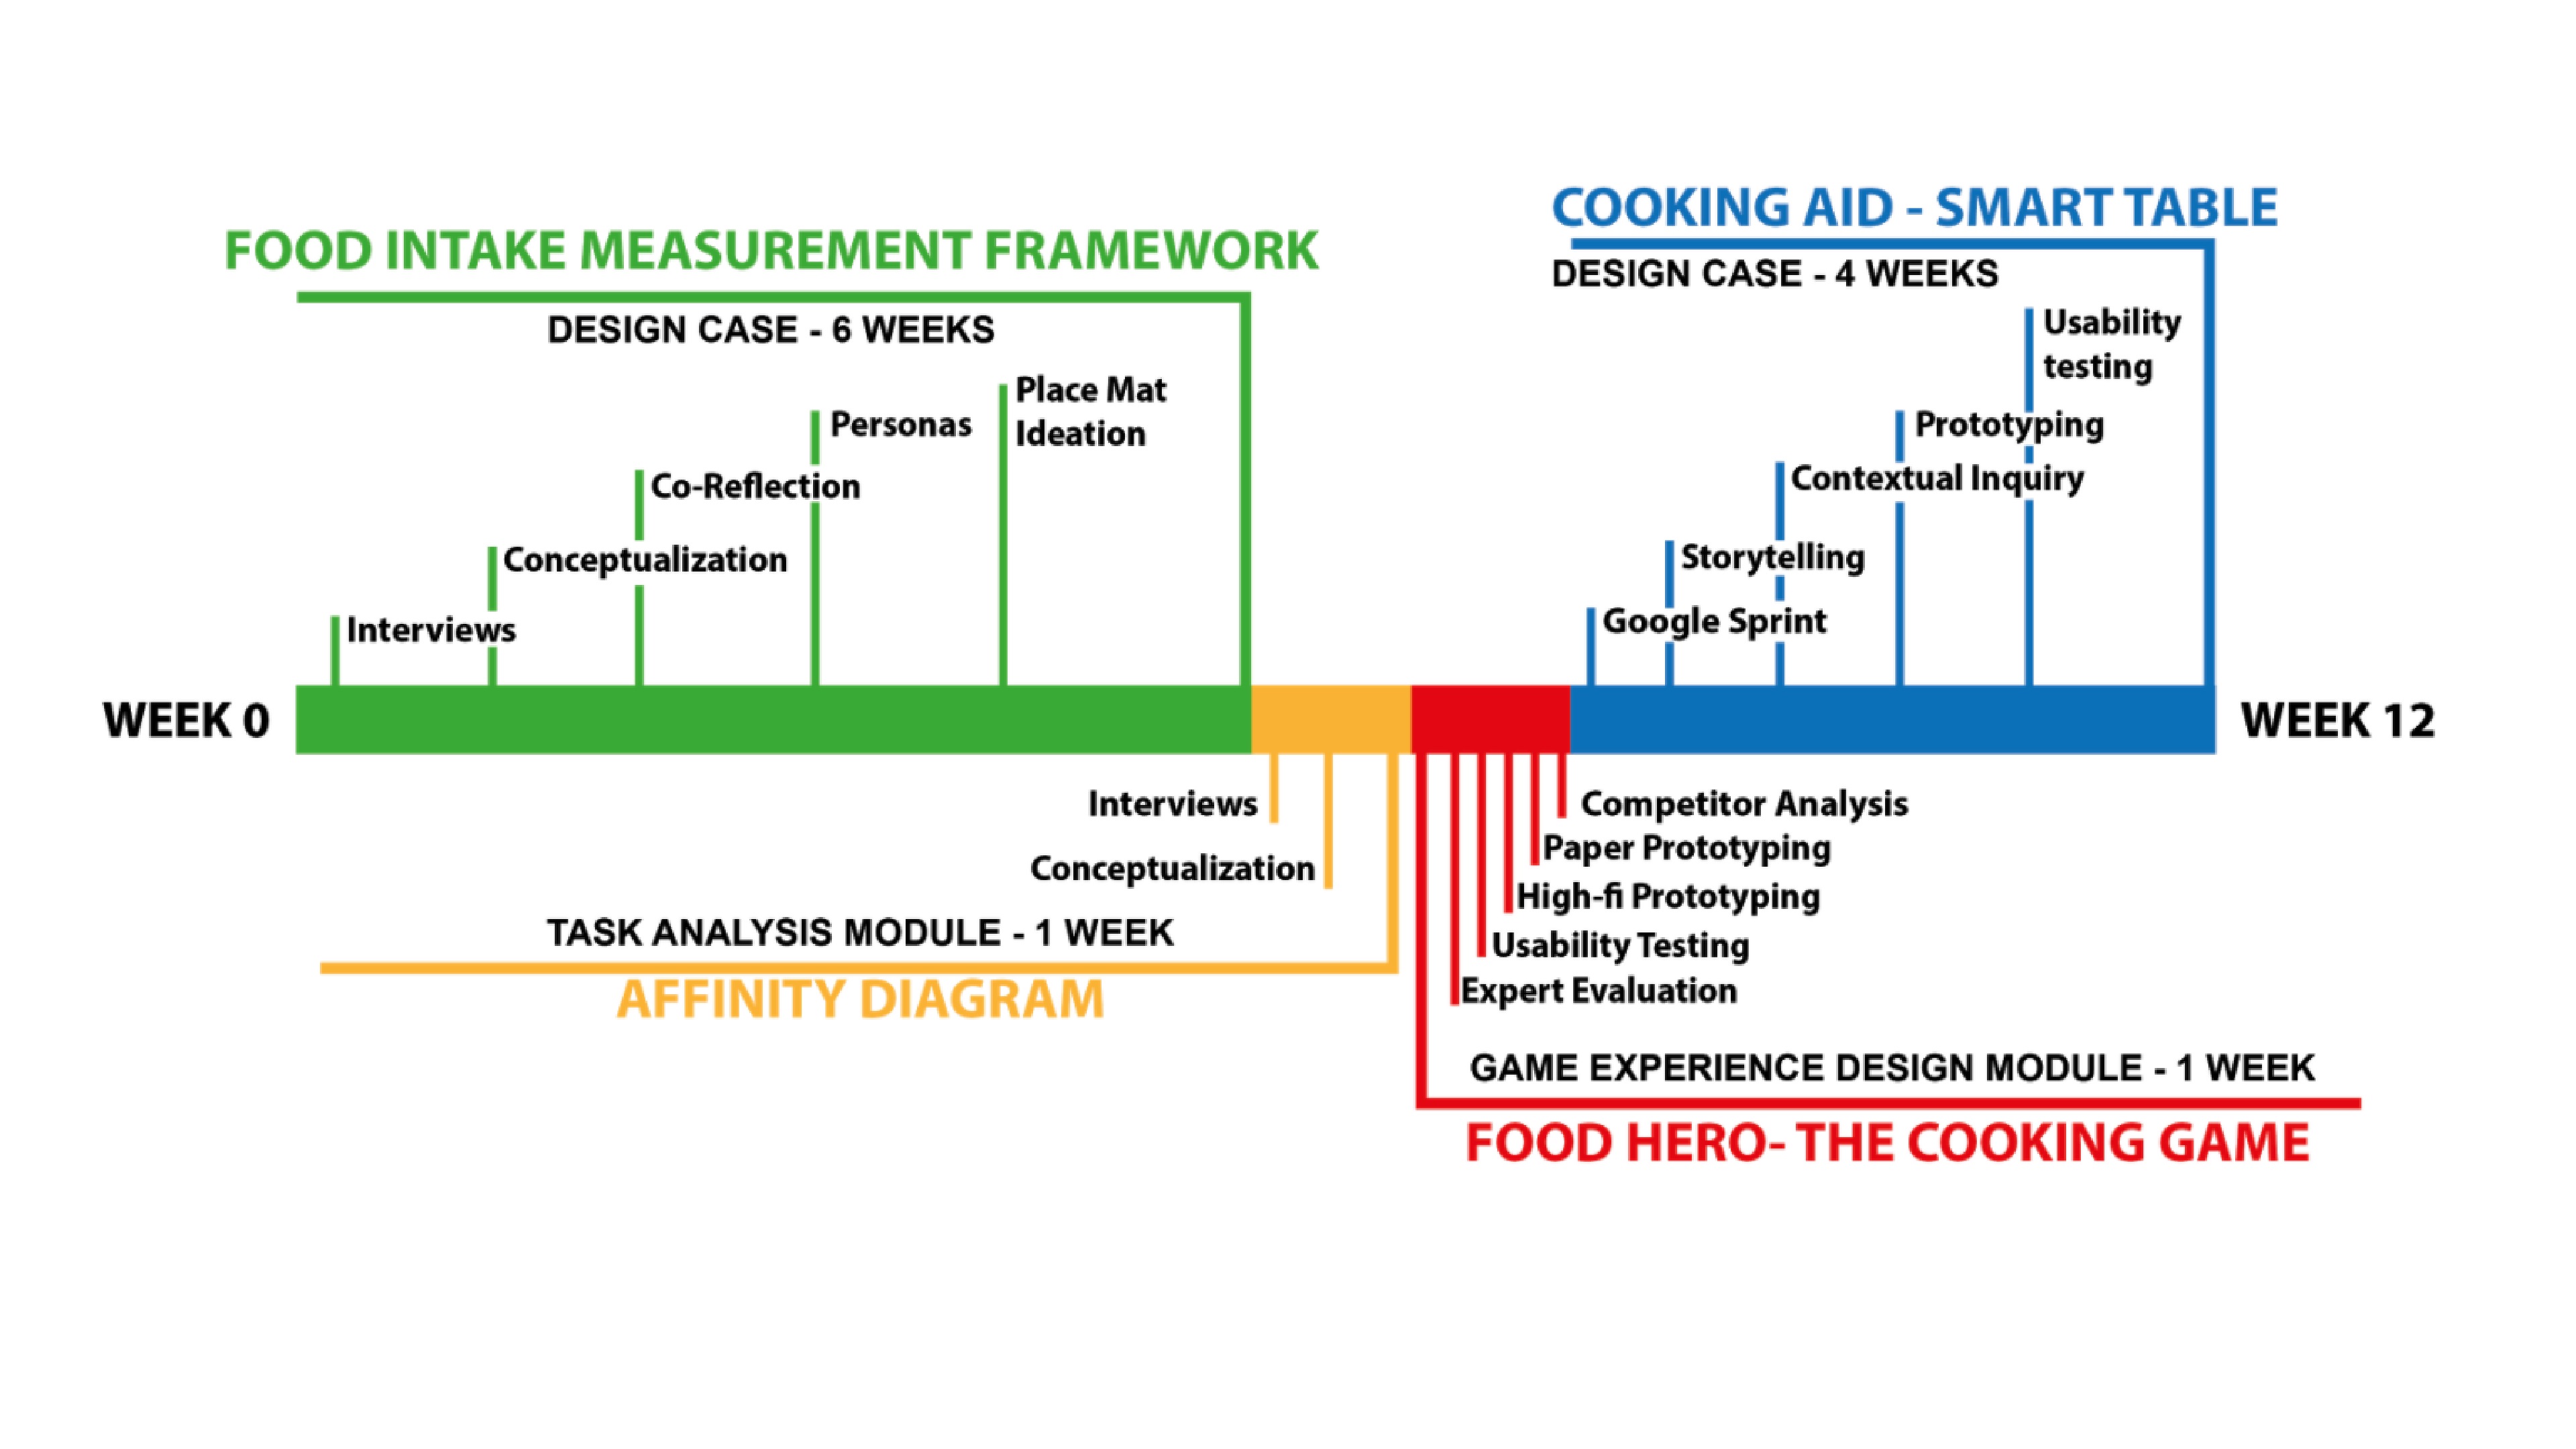 FOOD INTAKE MEASUREMENT FRAMEWORK
DESIGN CASE - 6 WEEKS
Place Mat
Ideation
Personas
Co-Reflection
Conceptualization
Interviews
COOKING AID - SMART TABLE
DESIGN CASE - 4 WEEKS
Usability
testing
Prototyping
Contextual Inquiry
Storytelling
Google Sprint
WEEK 0
WEEK 12
Interviews
Conceptualization
TASK ANALYSIS MODULE - 1 WEEK
AFFINITY DIAGRAM
Competitor Analysis
Paper Prototyping
High-fi Prototyping
Usability Testing
Expert Evaluation
GAME EXPERIENCE DESIGN MODULE - 1 WEEK
FOOD HERO- THE COOKING GAME